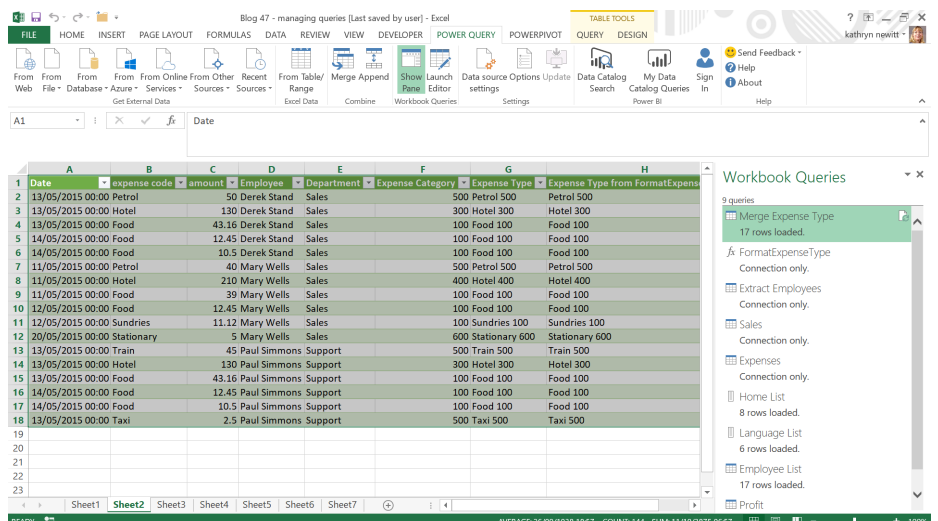 Blog 47 - managing queries [Last saved by user] - Excel
TABLE TOOLS
FILE HOME INSERT PAGE LAYOUT FORMULAS DATA REVIEW VIEW DEVELOPER POWER QUERY POWERPIVOT QUERY DESIGN
kathryn newitt
From Web
From File
From Database
From Azure
From Online Services
From Other Sources
Recent Sources
From Table/ Range
Merge
Append
Show Pane
Launch Editor
Data source settings
Options
Update
Data Catalog Search
My Data Catalog Queries
Sign In
Send Feedback
Help
About
Get External Data
Excel Data
Combine
Workbook Queries
Settings
Power BI
Help
A1 fx Date
A B C D E F G H
1 Date expense code amount Employee Department Expense Category Expense Type Expense Type from FormatExpens
2 13/05/2015 00:00 Petrol 50 Derek Stand Sales 500 Petrol 500 Petrol 500
3 13/05/2015 00:00 Hotel 130 Derek Stand Sales 300 Hotel 300 Hotel 300
4 13/05/2015 00:00 Food 43.16 Derek Stand Sales 100 Food 100 Food 100
5 14/05/2015 00:00 Food 12.45 Derek Stand Sales 100 Food 100 Food 100
6 14/05/2015 00:00 Food 10.5 Derek Stand Sales 100 Food 100 Food 100
7 11/05/2015 00:00 Petrol 40 Mary Wells Sales 500 Petrol 500 Petrol 500
8 11/05/2015 00:00 Hotel 210 Mary Wells Sales 400 Hotel 400 Hotel 400
9 11/05/2015 00:00 Food 39 Mary Wells Sales 100 Food 100 Food 100
10 12/05/2015 00:00 Food 12.45 Mary Wells Sales 100 Food 100 Food 100
11 12/05/2015 00:00 Sundries 11.12 Mary Wells Sales 100 Sundries 100 Sundries 100
12 20/05/2015 00:00 Stationary 5 Mary Wells Sales 600 Stationary 600 Stationary 600
13 13/05/2015 00:00 Train 45 Paul Simmons Support 500 Train 500 Train 500
14 13/05/2015 00:00 Hotel 130 Paul Simmons Support 300 Hotel 300 Hotel 300
15 13/05/2015 00:00 Food 43.16 Paul Simmons Support 100 Food 100 Food 100
16 14/05/2015 00:00 Food 12.45 Paul Simmons Support 100 Food 100 Food 100
17 14/05/2015 00:00 Food 10.5 Paul Simmons Support 100 Food 100 Food 100
18 13/05/2015 00:00 Taxi 2.5 Paul Simmons Support 500 Taxi 500 Taxi 500
19
20
21
22
23
Workbook Queries
9 queries
Merge Expense Type
17 rows loaded.
fx FormatExpenseType
Connection only.
Extract Employees
Connection only.
Sales
Connection only.
Expenses
Connection only.
Home List
8 rows loaded.
Language List
6 rows loaded.
Employee List
17 rows loaded.
Profit
Sheet1 Sheet2 Sheet3 Sheet4 Sheet5 Sheet6 Sheet7